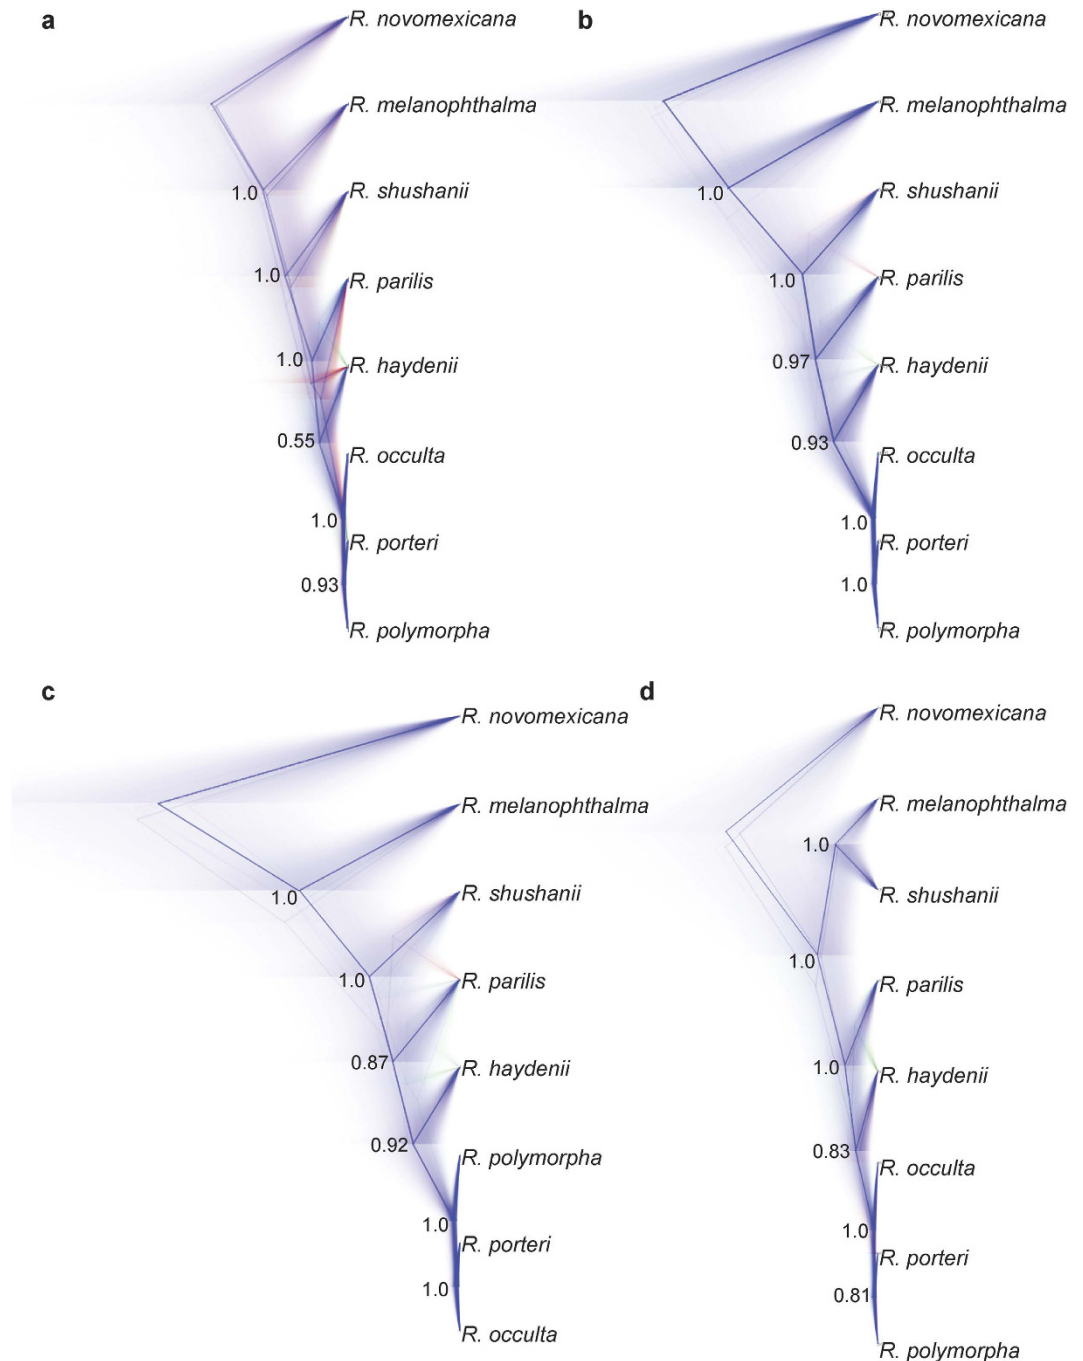 a
R. novomexicana
R. melanophthalma
1.0
R. shushanii
1.0
R. parilis
1.0
R. haydenii
0.55
R. occulta
1.0
R. porteri
0.93
R. polymorpha
b
R. novomexicana
R. melanophthalma
1.0
R. shushanii
1.0
R. parilis
0.97
R. haydenii
0.93
R. occulta
1.0
R. porteri
1.0
R. polymorpha
c
R. novomexicana
R. melanophthalma
1.0
R. shushanii
1.0
R. parilis
0.87
R. haydenii
0.92
R. polymorpha
1.0
R. porteri
1.0
R. occulta
d
R. novomexicana
R. melanophthalma
1.0
R. shushanii
1.0
R. parilis
1.0
R. haydenii
0.83
R. occulta
1.0
R. porteri
0.81
R. polymorpha